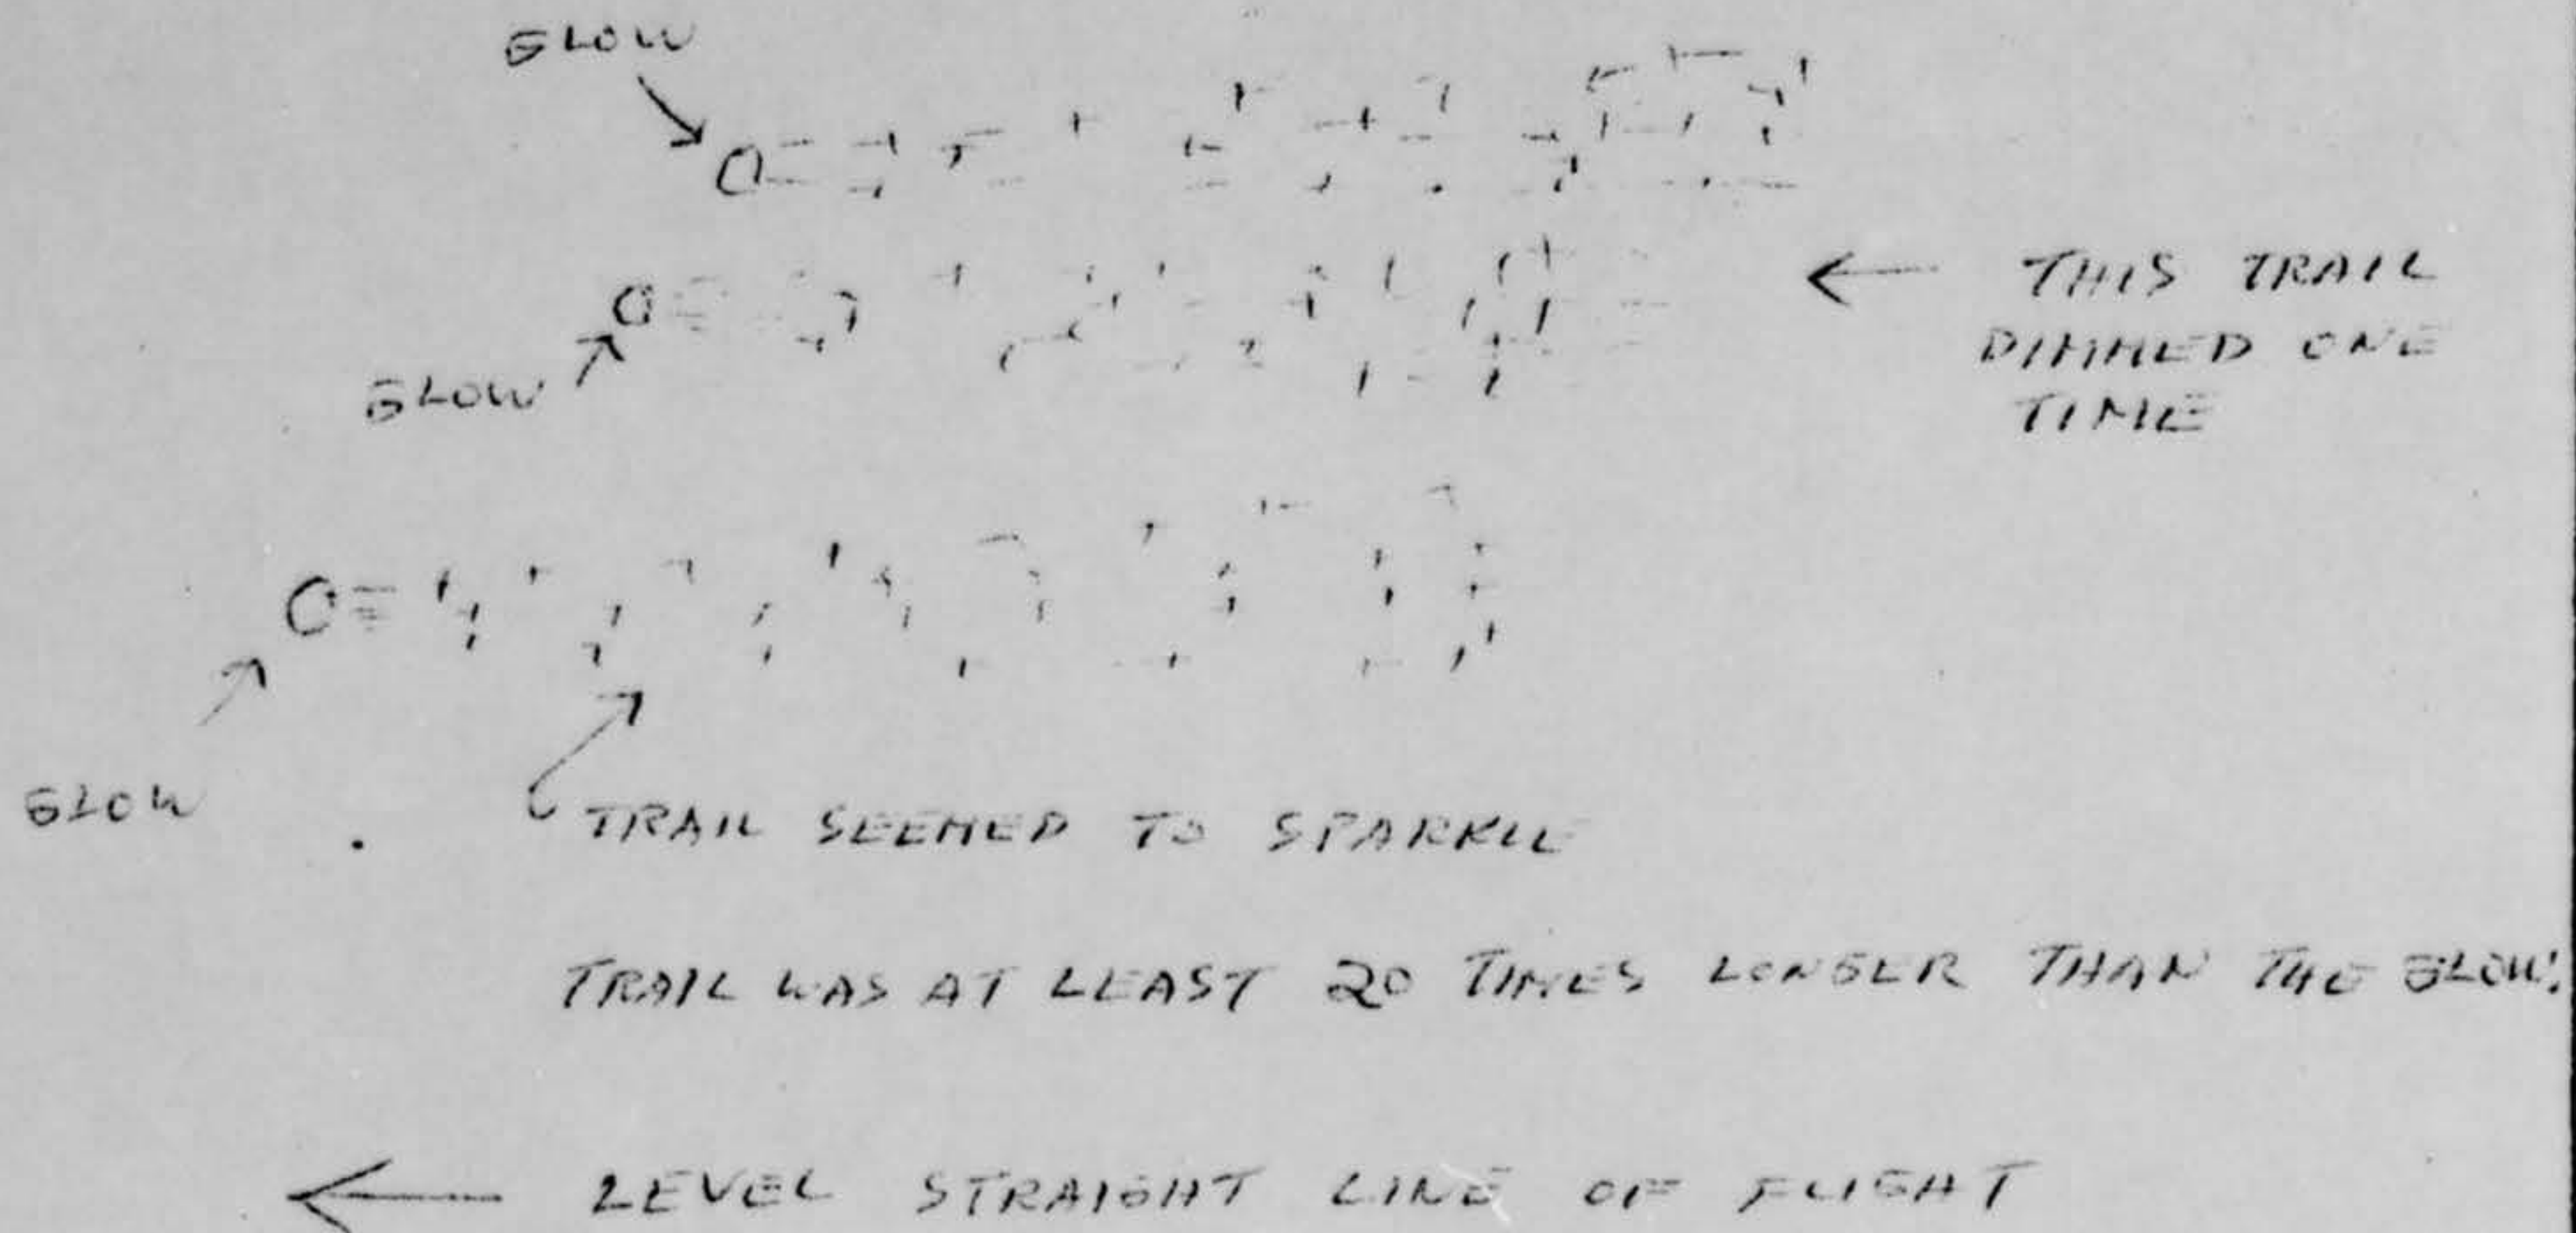 GLOW
← THIS TRAIL
DIMMED ONE
TIME
GLOW
GLOW
TRAIL SEEMED TO SPARKLE
TRAIL WAS AT LEAST 20 TIMES LONGER THAN THE GLOW.
← LEVEL STRAIGHT LINE OF FLIGHT